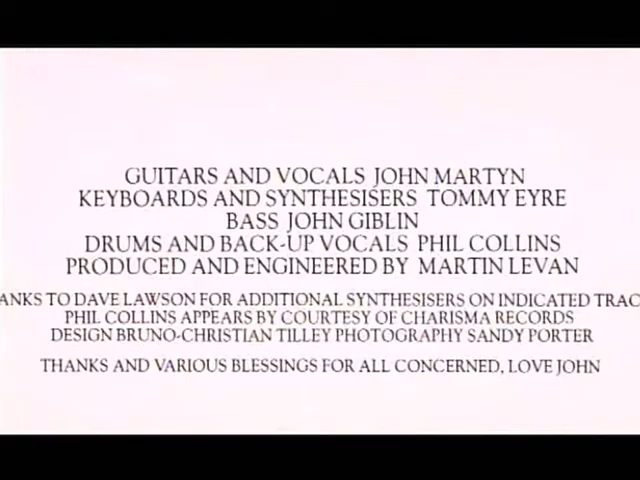 GUITARS AND VOCALS JOHN MARTYN
KEYBOARDS AND SYNTHESISERS TOMMY EYRE
BASS JOHN GIBLIN
DRUMS AND BACK-UP VOCALS PHIL COLLINS
PRODUCED AND ENGINEERED BY MARTIN LEVAN
TO DAVE LAWSON FOR ADDITIONAL SYNTHESISERS ON INDICATED
PHIL COLLINS APPEARS BY COURTESY OF CHARISMA RECORDS
DESIGN BRUNO-CHRISTIAN TILLEY PHOTOGRAPHY SANDY PORTER
THANKS AND VARIOUS BLESSINGS FOR ALL CONCERNED, LOVE JOHN